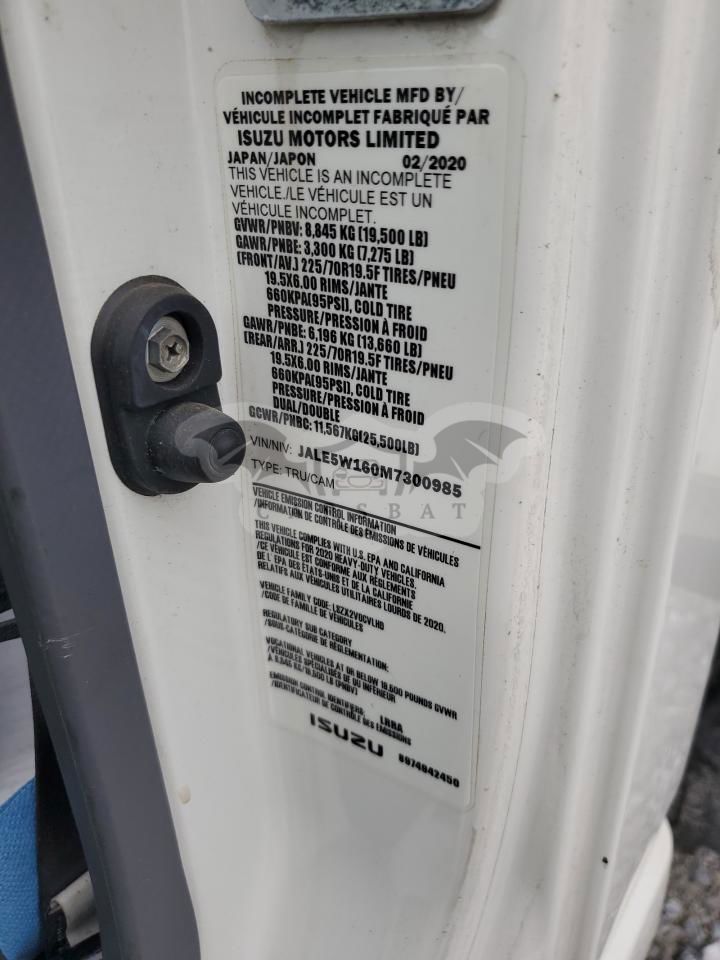 INCOMPLETE VEHICLE MFD BY/
VÉHICULE INCOMPLET FABRIQUÉ PAR
ISUZU MOTORS LIMITED
JAPAN/JAPON 02/2020
THIS VEHICLE IS AN INCOMPLETE
VEHICLE./LE VÉHICULE EST UN
VÉHICULE INCOMPLET.
GVWR/PNBV: 8,845 KG (19,500 LB)
GAWR/PNBE: 3,300 KG (7,275 LB)
(FRONT/AV.) 225/70R19.5F TIRES/PNEU
19.5X6.00 RIMS/JANTE
660KPA(95PSI), COLD TIRE
PRESSURE/PRESSION À FROID
GAWR/PNBE: 6,196 KG (13,660 LB)
(REAR/ARR.) 225/70R19.5F TIRES/PNEU
19.5X6.00 RIMS/JANTE
660KPA(95PSI), COLD TIRE
PRESSURE/PRESSION À FROID
DUAL/DOUBLE
GCWR/PNBC: 11,567KG(25,500LB)
VIN/NIV: JALE5W160M7300985
TYPE: TRU/CAM
VEHICLE EMISSION CONTROL INFORMATION
/INFORMATION DE CONTRÔLE DES ÉMISSIONS DE VÉHICULES
THIS VEHICLE COMPLIES WITH U.S. EPA AND CALIFORNIA
REGULATIONS FOR 2020 HEAVY-DUTY VEHICLES.
/CE VÉHICULE EST CONFORME AUX RÈGLEMENTS
DE L' EPA DES ÉTATS-UNIS ET DE LA CALIFORNIE
RELATIFS AUX VÉHICULES UTILITAIRES LOURDS DE 2020.
VEHICLE FAMILY CODE: LSZX2VOCVLHD
/CODE DE FAMILLE DE VÉHICULES
REGULATORY SUB CATEGORY
/SOUS-CATÉGORIE DE RÉGLEMENTATION:
VOCATIONAL VEHICLES AT OR BELOW 19,500 POUNDS GVWR
/VÉHICULES SPÉCIALISÉS DE OU INFÉRIEUR
À 8,845 KG/19,500 LB (PNBV)
EMISSION CONTROL IDENTIFIERS: LRRA
/IDENTIFICATEUR DE CONTRÔLE DES ÉMISSIONS
ISUZU
8974842450